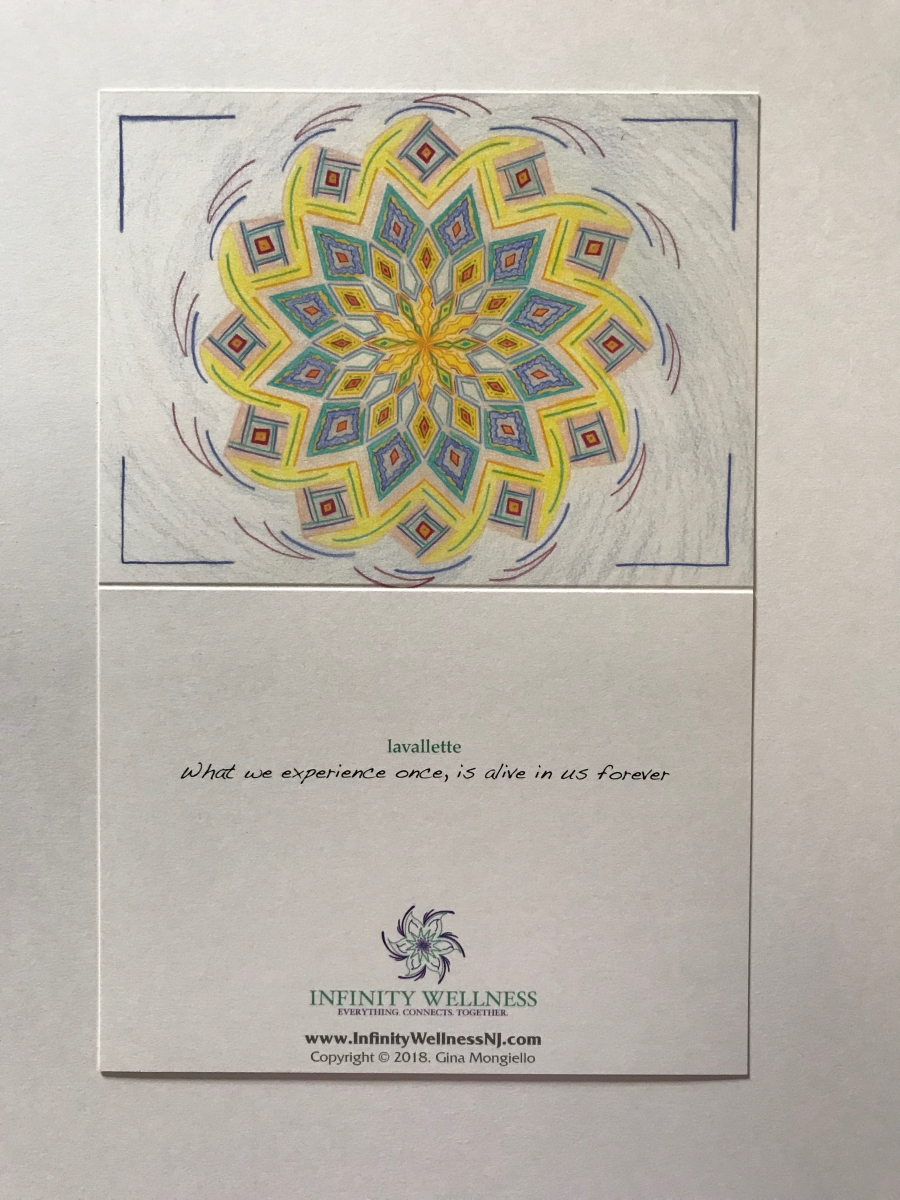 lavallette
What we experience once, is alive in us forever
INFINITY WELLNESS
EVERYTHING. CONNECTS. TOGETHER.
www.InfinityWellnessNJ.com
Copyright © 2018. Gina Mongiello